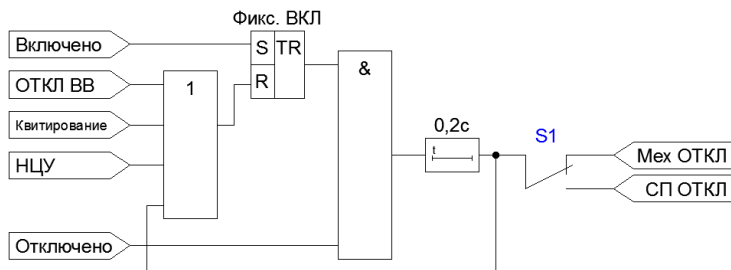 Фикс. ВКЛ
Включено
S TR
ОТКЛ ВВ
R
1
&
Квитирование
0,2с
S1
НЦУ
t
Мех ОТКЛ
СП ОТКЛ
Отключено